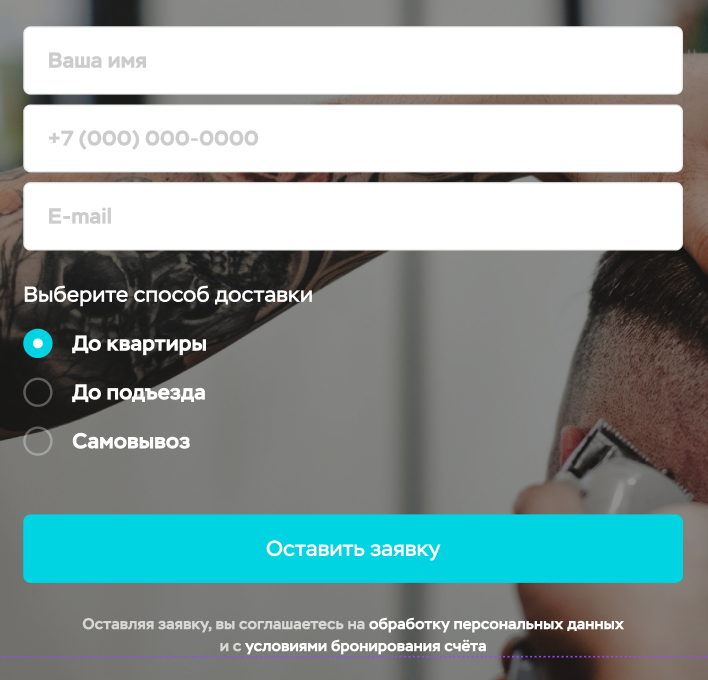 Ваша имя
+7 (000) 000-0000
E-mail
Выберите способ доставки
До квартиры
До подъезда
Самовывоз
Оставить заявку
Оставляя заявку, вы соглашаетесь на обработку персональных данных
и с условиями бронирования счёта